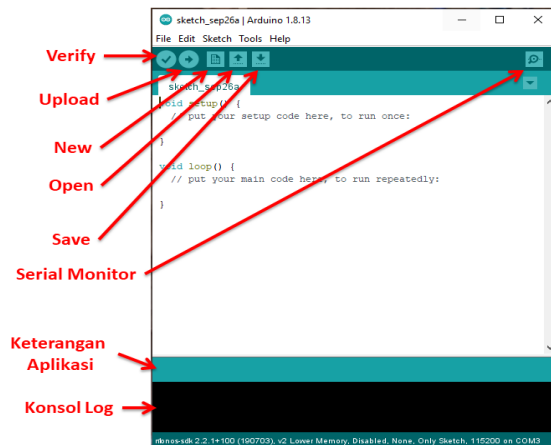 sketch_sep26a | Arduino 1.8.13
File Edit Sketch Tools Help
Verify
Upload
New
Open
Save
Serial Monitor
Keterangan
Aplikasi
Konsol Log
sketch_sep26a
void setup() {
// put your setup code here, to run once:
}
void loop() {
// put your main code here, to run repeatedly:
}
nonos-sdk 2.2.1+100 (190703), v2 Lower Memory, Disabled, None, Only Sketch, 115200 on COM3